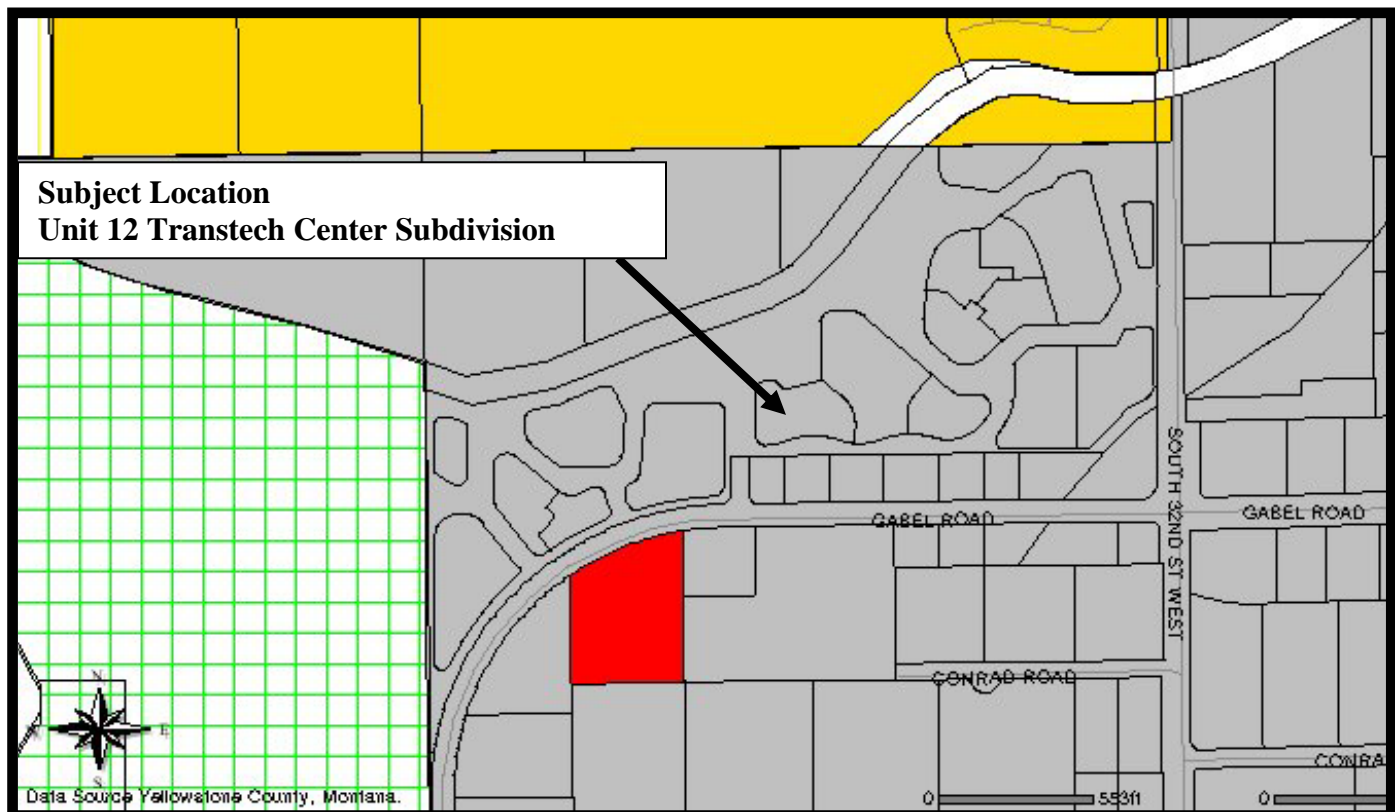 Subject Location
Unit 12 Transtech Center Subdivision
SOUTH 32ND ST WEST
GABEL ROAD
GABEL ROAD
CONRAD ROAD
CONRA
N
E
S
Data Source Yellowstone County, Montana.
0 553ft
0